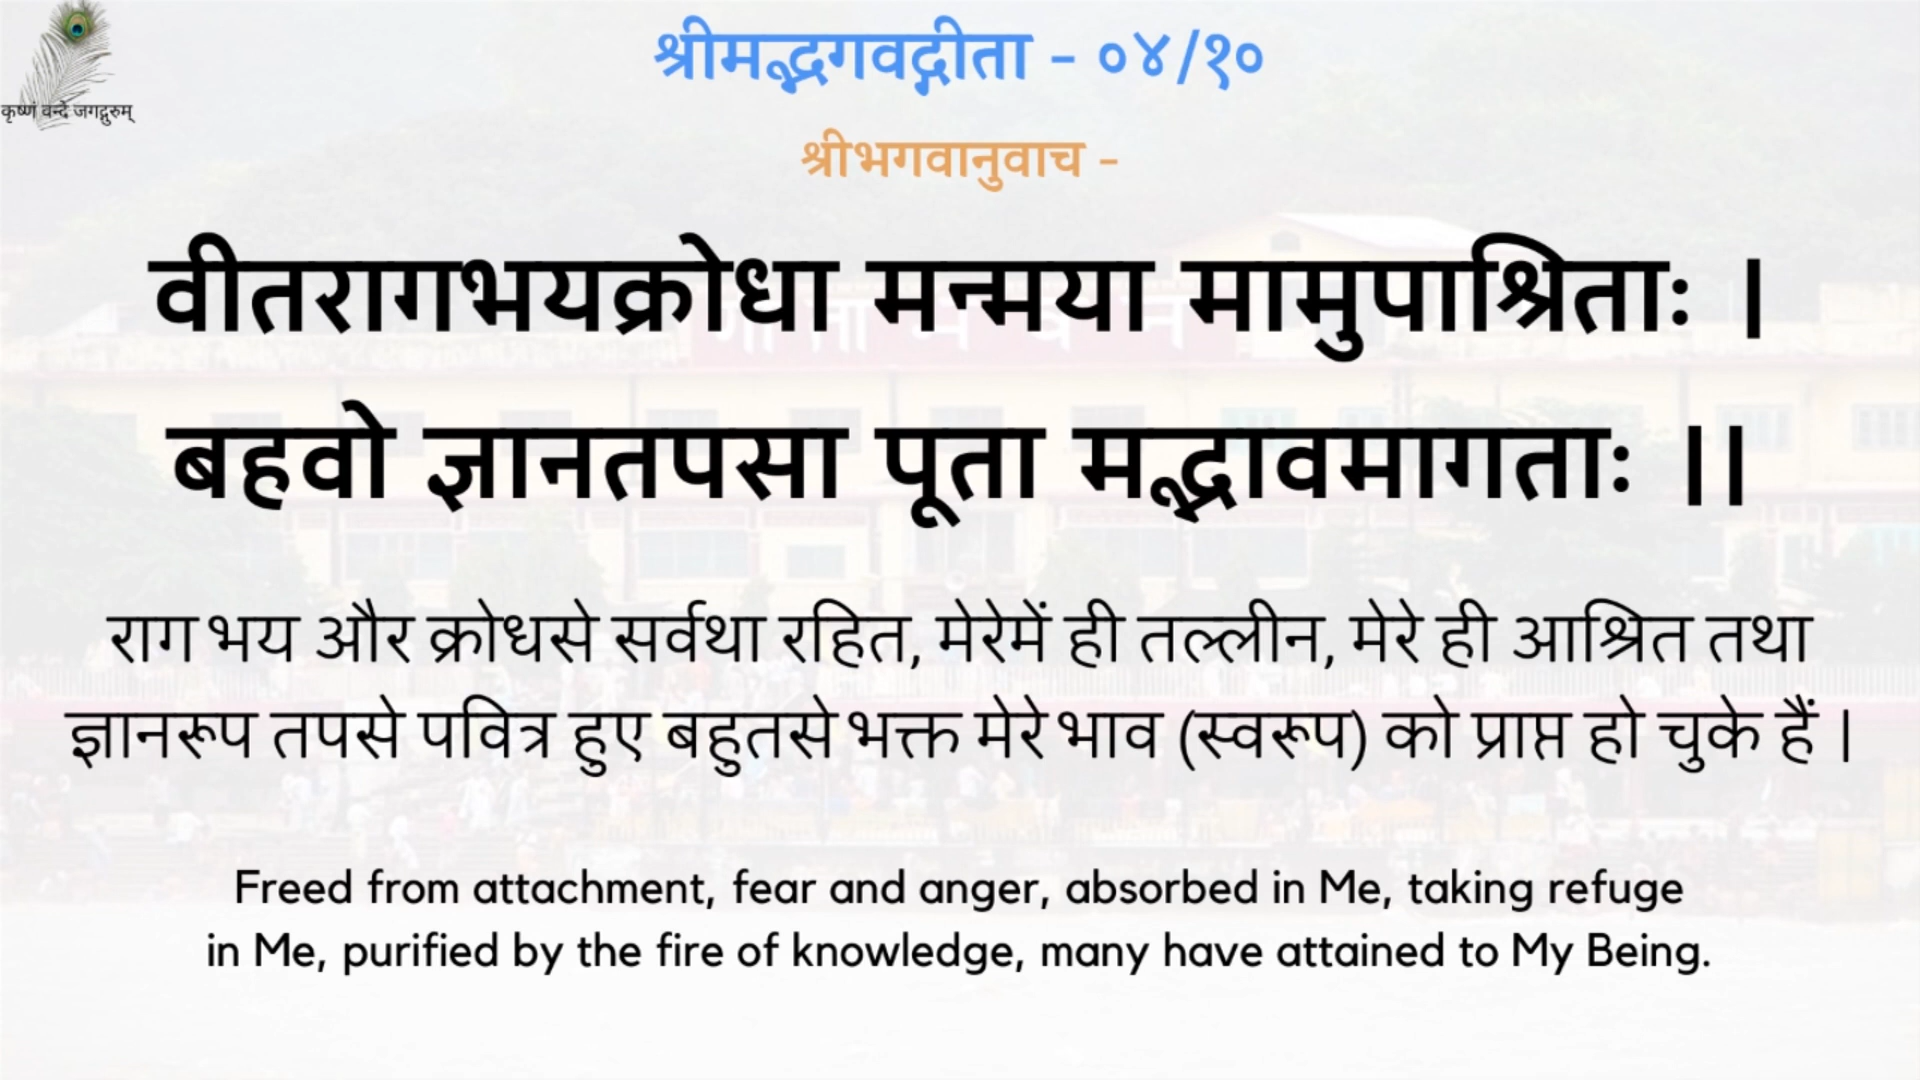 कृष्णं वन्दे जगद्गुरुम्
श्रीमद्भगवद्गीता - ०४/१०
श्रीभगवानुवाच -
वीतरागभयक्रोधा मन्मया मामुपाश्रिताः |
बहवो ज्ञानतपसा पूता मद्भावमागताः ||
राग भय और क्रोधसे सर्वथा रहित, मेरेमें ही तल्लीन, मेरे ही आश्रित तथा
ज्ञानरूप तपसे पवित्र हुए बहुतसे भक्त मेरे भाव (स्वरूप) को प्राप्त हो चुके हैं |
Freed from attachment, fear and anger, absorbed in Me, taking refuge
in Me, purified by the fire of knowledge, many have attained to My Being.